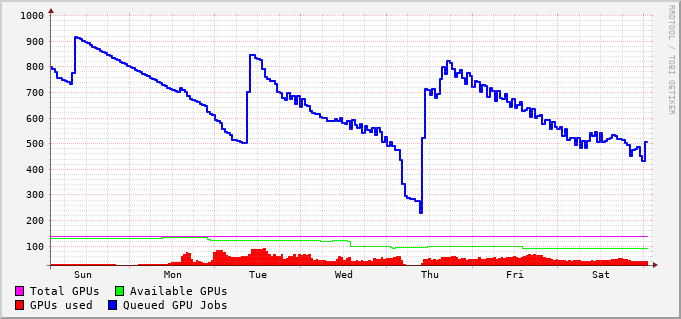 1000
900
800
700
600
500
400
300
200
100
Sun Mon Tue Wed Thu Fri Sat
Total GPUs Available GPUs
GPUs used Queued GPU Jobs
RRDTOOL / TOBI OETIKER